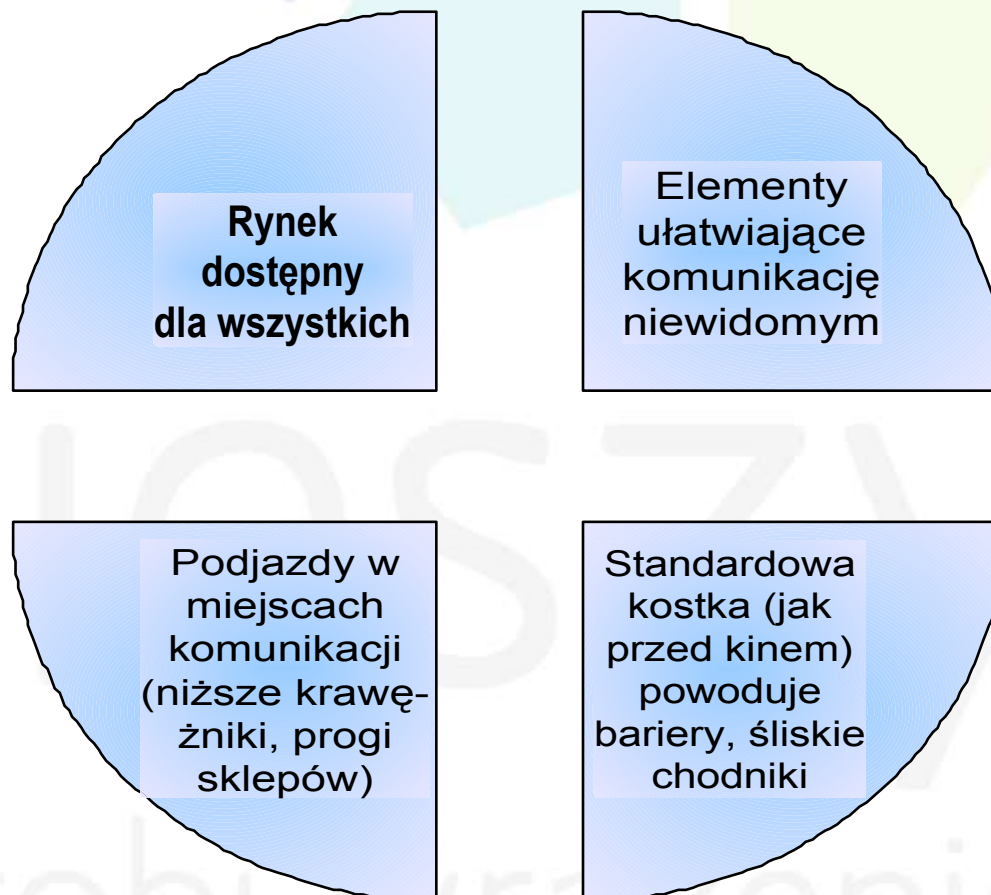 Rynek
dostępny
dla wszystkich
Elementy
ułatwiające
komunikację
niewidomym
Podjazdy w
miejscach
komunikacji
(niższe krawę-
żniki, progi
sklepów)
Standardowa
kostka (jak
przed kinem)
powoduje
bariery, śliskie
chodniki